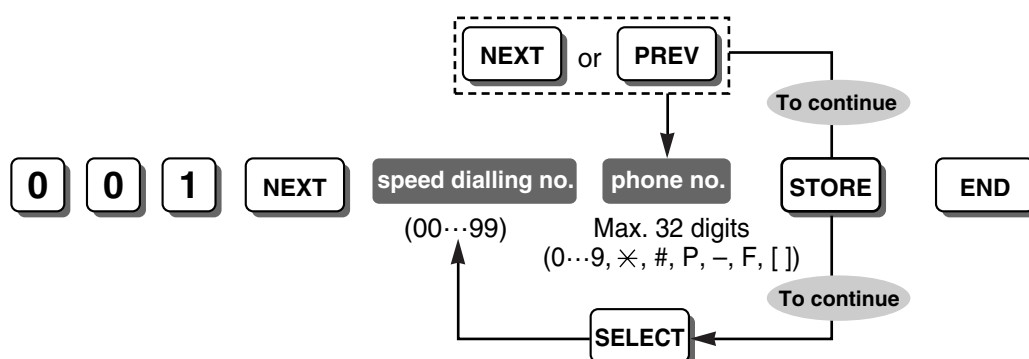 NEXT or PREV
To continue
0 0 1 NEXT speed dialling no. phone no. STORE END
(00⋯99) Max. 32 digits
(0⋯9, ✳, #, P, –, F, [ ])
To continue
SELECT